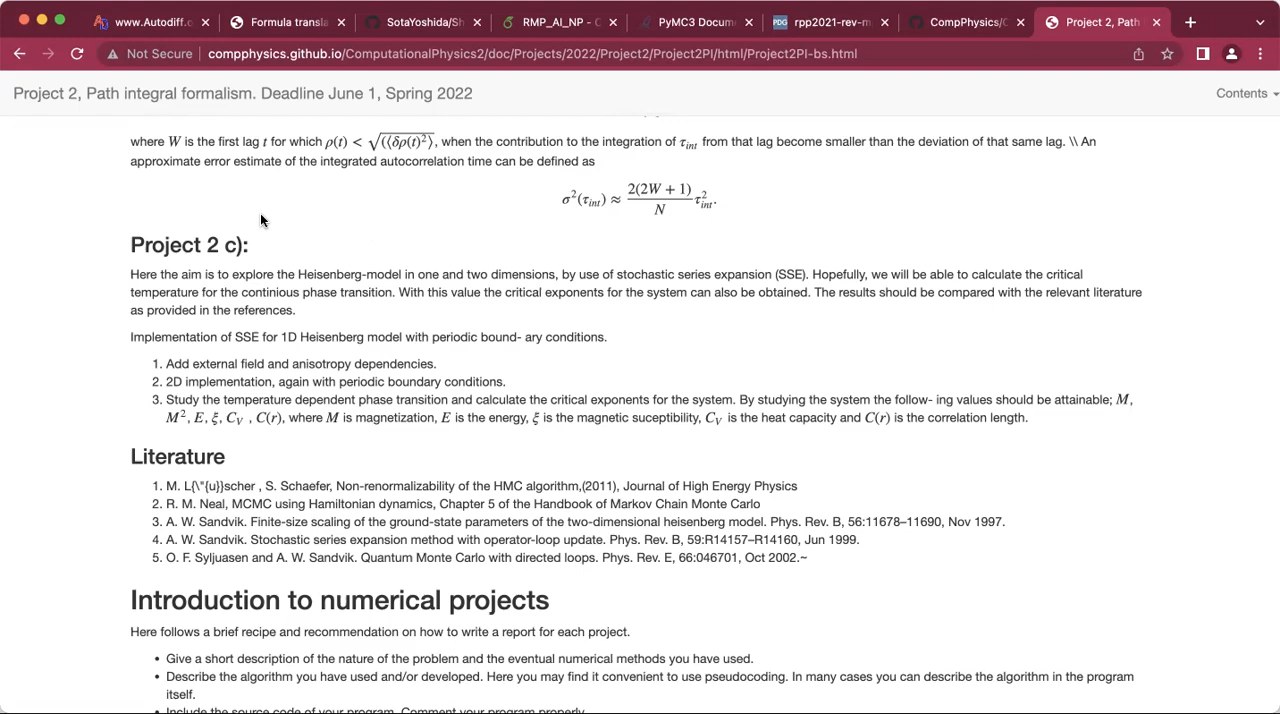 www.Autodiff.o
Formula transla
SotaYoshida/Sh
RMP_AI_NP - O
PyMC3 Docum
rpp2021-rev-m
CompPhysics/C
Project 2, Path
Not Secure
compphysics.github.io/ComputationalPhysics2/doc/Projects/2022/Project2/Project2PI/html/Project2PI-bs.html
Project 2, Path integral formalism. Deadline June 1, Spring 2022
Contents
where W is the first lag t for which ρ(t) < √(⟨δρ(t)²⟩, when the contribution to the integration of τ_int from that lag become smaller than the deviation of that same lag. \\ An
approximate error estimate of the integrated autocorrelation time can be defined as
σ²(τ_int) ≈ 2(2W + 1)/N τ²_int.
Project 2 c):
Here the aim is to explore the Heisenberg-model in one and two dimensions, by use of stochastic series expansion (SSE). Hopefully, we will be able to calculate the critical
temperature for the continious phase transition. With this value the critical exponents for the system can also be obtained. The results should be compared with the relevant literature
as provided in the references.
Implementation of SSE for 1D Heisenberg model with periodic bound- ary conditions.
1. Add external field and anisotropy dependencies.
2. 2D implementation, again with periodic boundary conditions.
3. Study the temperature dependent phase transition and calculate the critical exponents for the system. By studying the system the follow- ing values should be attainable; M,
M², E, ξ, C_V , C(r), where M is magnetization, E is the energy, ξ is the magnetic suceptibility, C_V is the heat capacity and C(r) is the correlation length.
Literature
1. M. L{\"{u}}scher , S. Schaefer, Non-renormalizability of the HMC algorithm,(2011), Journal of High Energy Physics
2. R. M. Neal, MCMC using Hamiltonian dynamics, Chapter 5 of the Handbook of Markov Chain Monte Carlo
3. A. W. Sandvik. Finite-size scaling of the ground-state parameters of the two-dimensional heisenberg model. Phys. Rev. B, 56:11678–11690, Nov 1997.
4. A. W. Sandvik. Stochastic series expansion method with operator-loop update. Phys. Rev. B, 59:R14157–R14160, Jun 1999.
5. O. F. Syljuasen and A. W. Sandvik. Quantum Monte Carlo with directed loops. Phys. Rev. E, 66:046701, Oct 2002.~
Introduction to numerical projects
Here follows a brief recipe and recommendation on how to write a report for each project.
• Give a short description of the nature of the problem and the eventual numerical methods you have used.
• Describe the algorithm you have used and/or developed. Here you may find it convenient to use pseudocoding. In many cases you can describe the algorithm in the program
itself.
• Include the source code of your program. Comment your program properly.